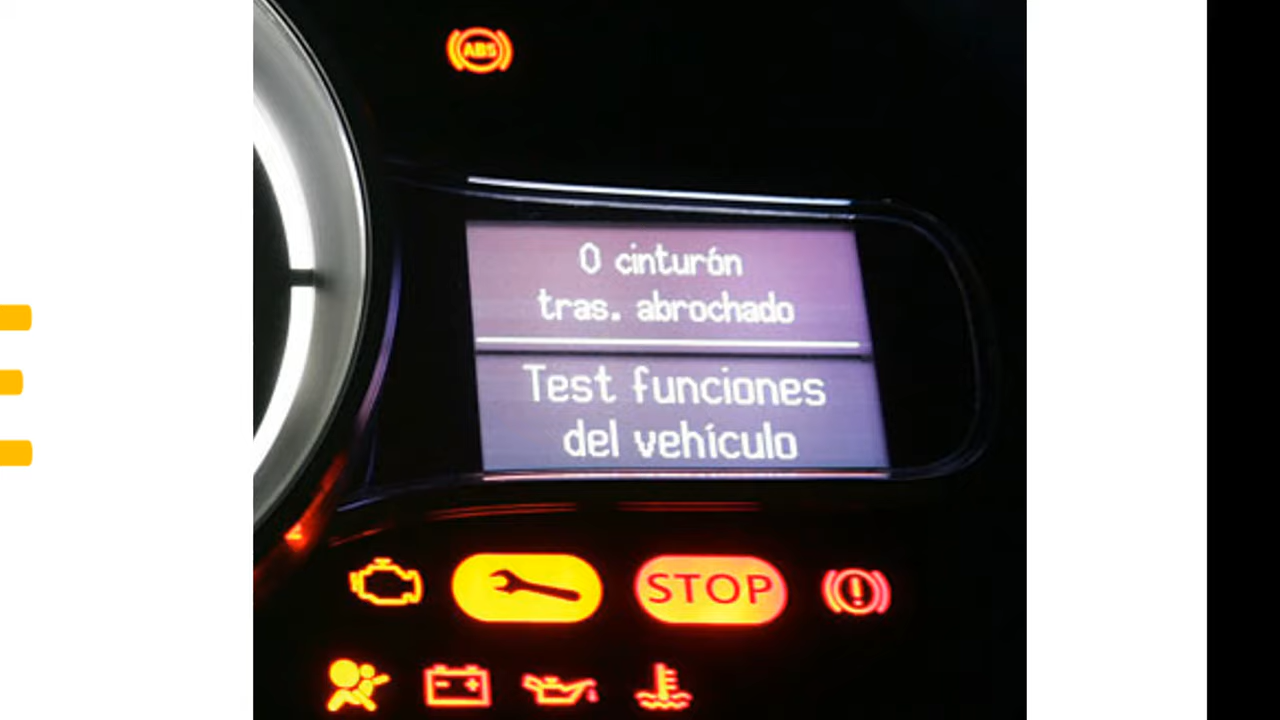 ABS
0 cinturón
tras. abrochado
Test funciones
del vehículo
STOP